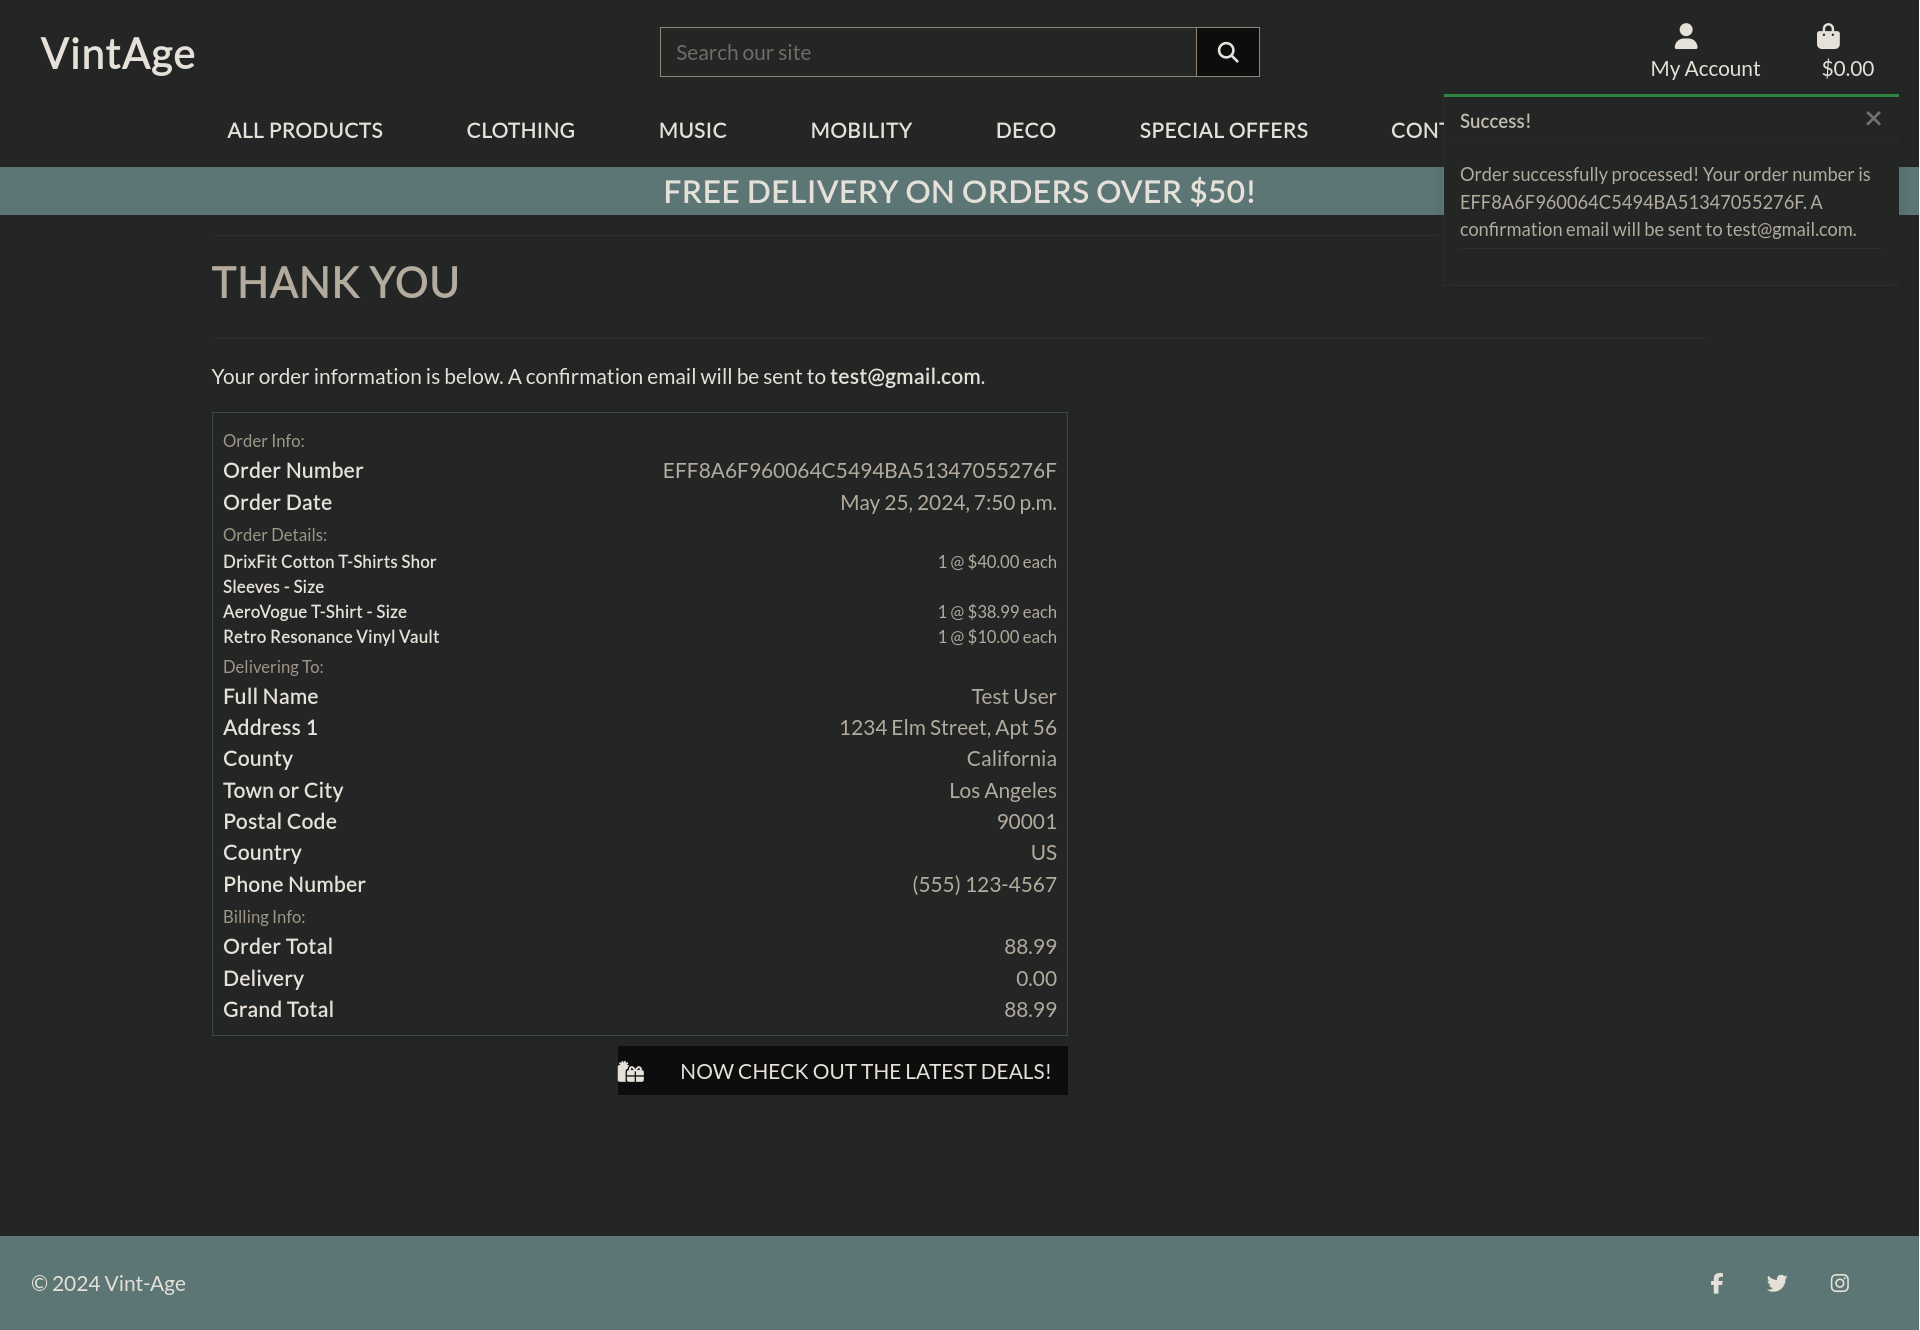 VintAge
Search our site
My Account
$0.00
ALL PRODUCTS CLOTHING MUSIC MOBILITY DECO SPECIAL OFFERS CONT
Success!
Order successfully processed! Your order number is
EFF8A6F960064C5494BA51347055276F. A
confirmation email will be sent to test@gmail.com.
FREE DELIVERY ON ORDERS OVER $50!
THANK YOU
Your order information is below. A confirmation email will be sent to test@gmail.com.
Order Info:
Order Number EFF8A6F960064C5494BA51347055276F
Order Date May 25, 2024, 7:50 p.m.
Order Details:
DrixFit Cotton T-Shirts Shor 1 @ $40.00 each
Sleeves - Size
AeroVogue T-Shirt - Size 1 @ $38.99 each
Retro Resonance Vinyl Vault 1 @ $10.00 each
Delivering To:
Full Name Test User
Address 1 1234 Elm Street, Apt 56
County California
Town or City Los Angeles
Postal Code 90001
Country US
Phone Number (555) 123-4567
Billing Info:
Order Total 88.99
Delivery 0.00
Grand Total 88.99
NOW CHECK OUT THE LATEST DEALS!
© 2024 Vint-Age